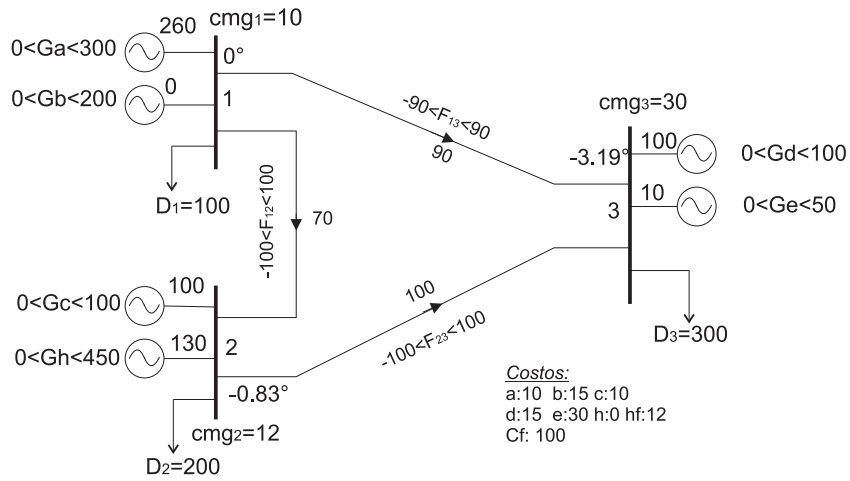 cmg₁=10
260
0<Ga<300
0°
0
0<Gb<200
1
D₁=100
-90<F₁₃<90
90
-100<F₁₂<100
70
cmg₃=30
-3.19°
100
0<Gd<100
3
10
0<Ge<50
D₃=300
100
0<Gc<100
130
0<Gh<450
2
-0.83°
cmg₂=12
D₂=200
100
-100<F₂₃<100
Costos:
a:10 b:15 c:10
d:15 e:30 h:0 hf:12
Cf: 100